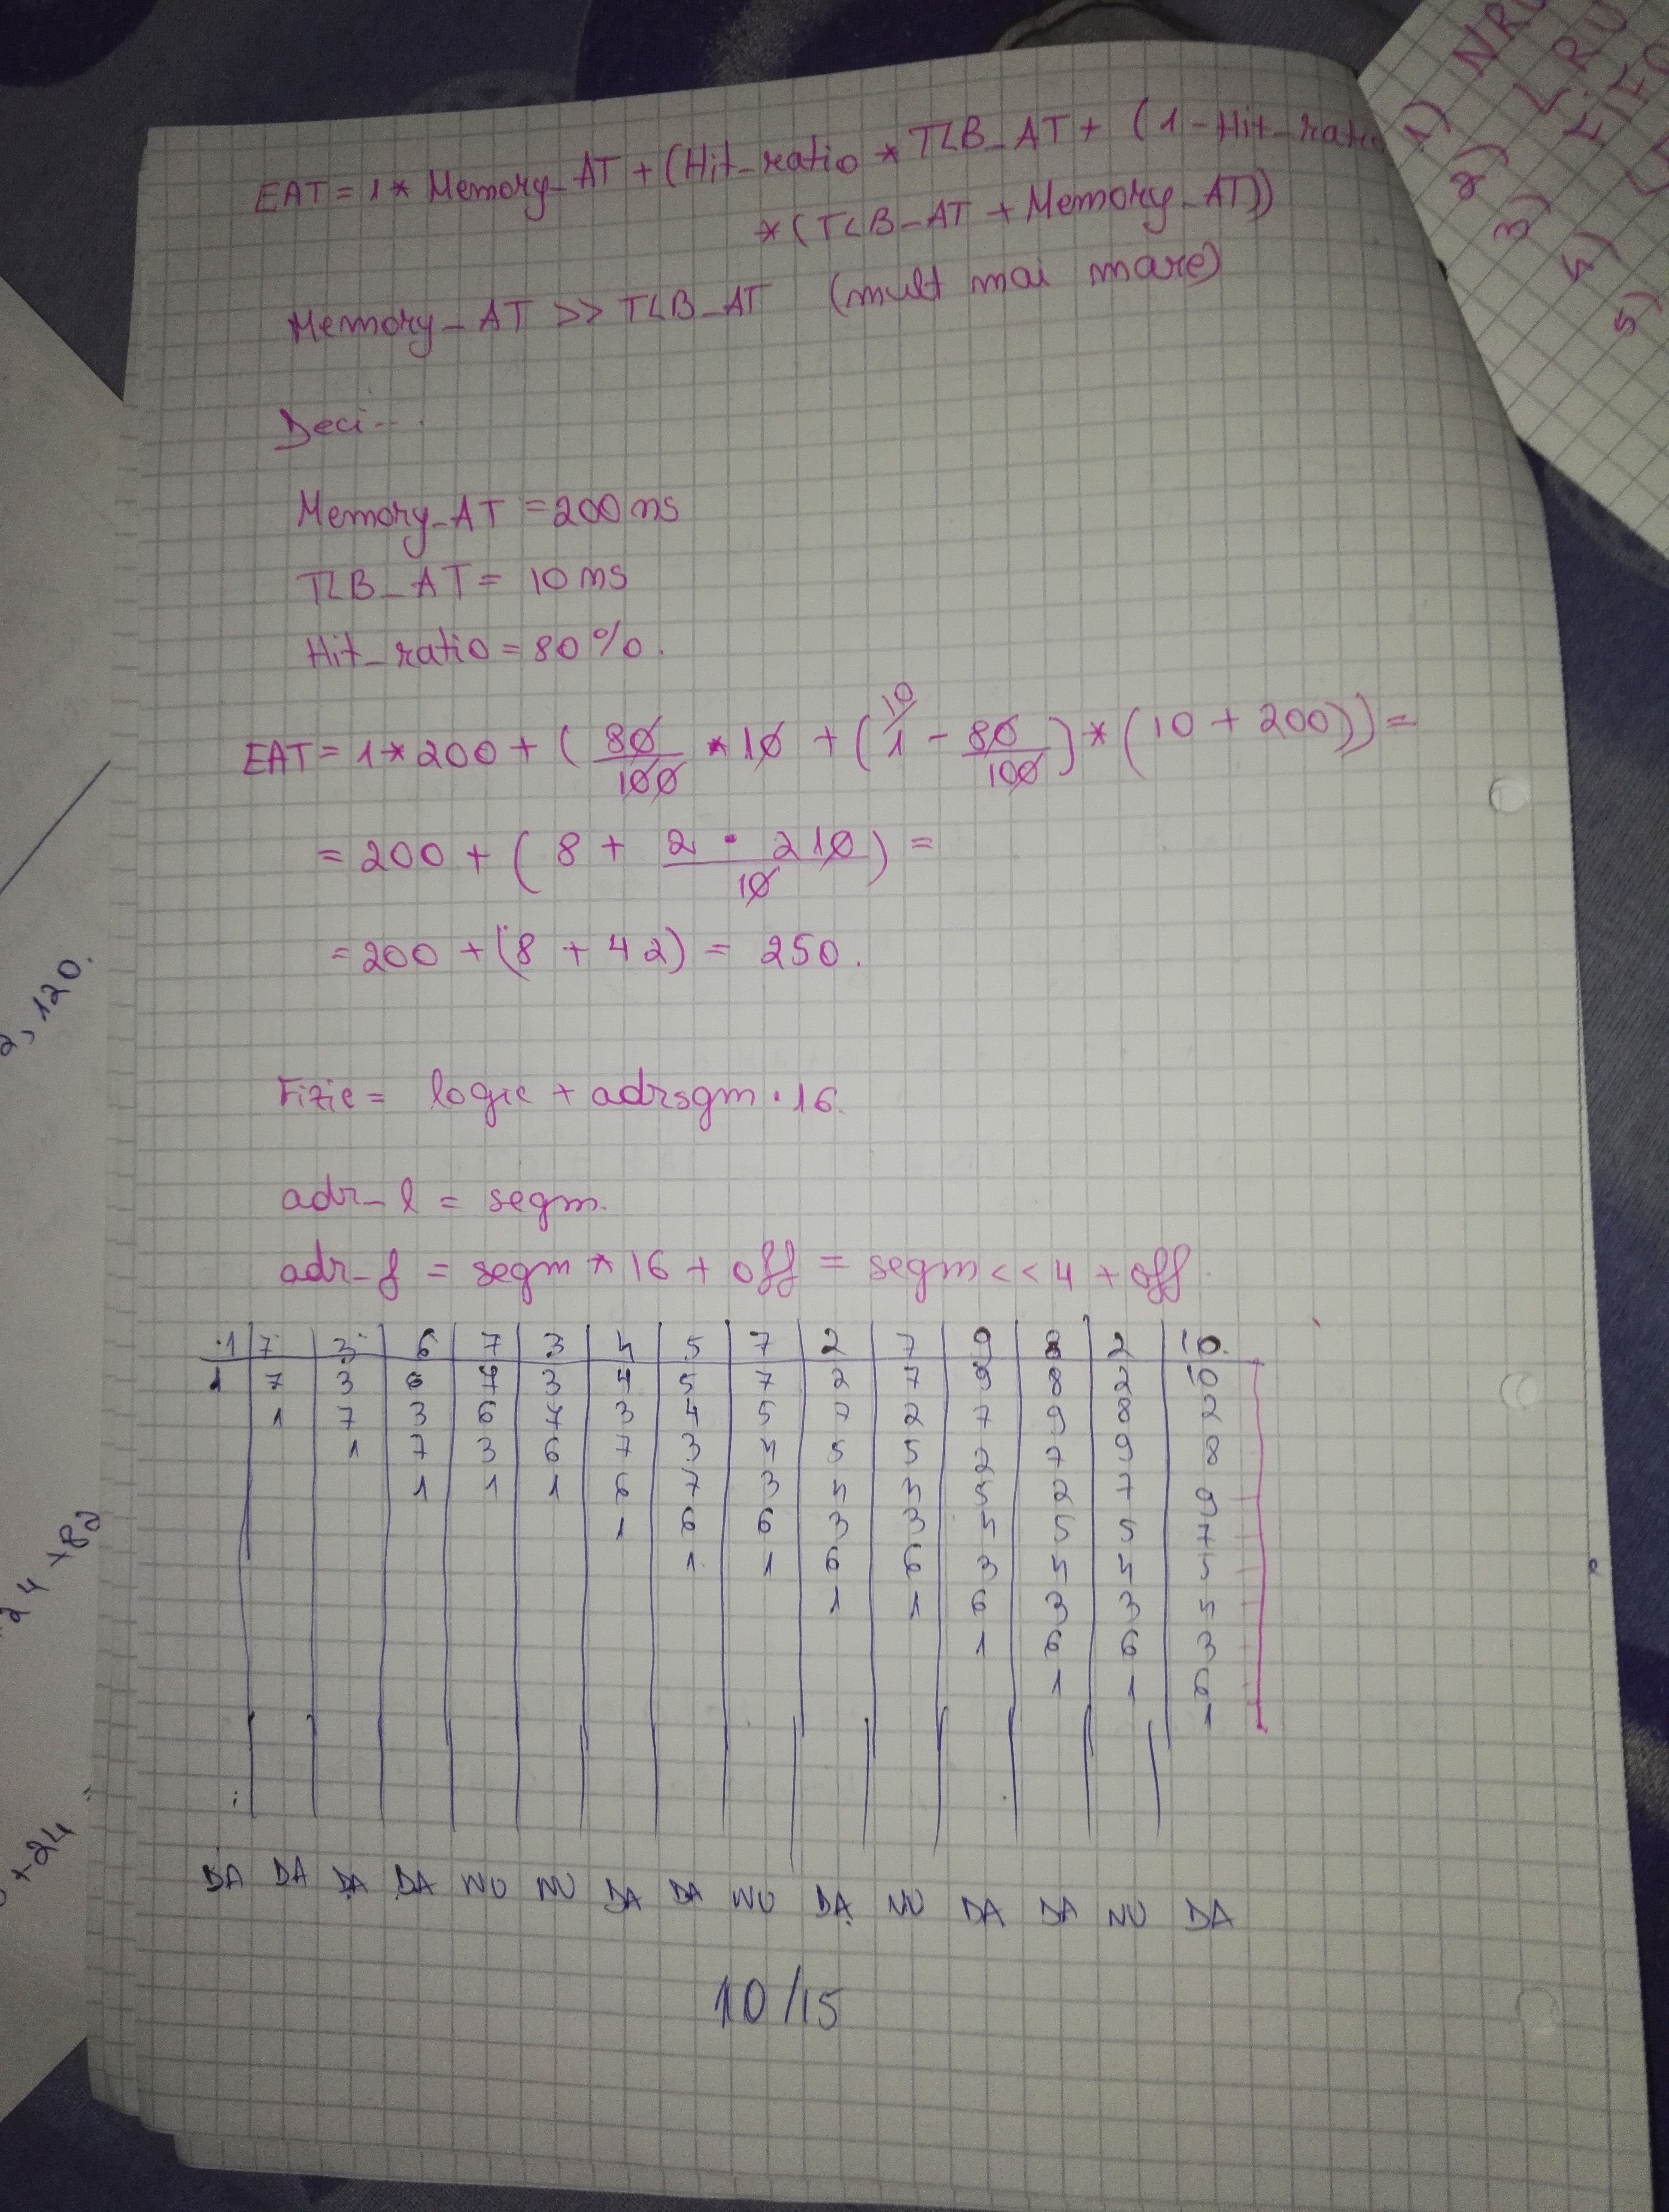 EAT = 1 * Memory_AT + (Hit_ratio * TLB_AT + (1 - Hit_ratio
* (TLB_AT + Memory_AT))
Memory_AT >> TLB_AT (mult mai mare)
Deci...
Memory_AT = 200 ns
TLB_AT = 10 ns
Hit_ratio = 80%.
EAT = 1 * 200 + (80/100 * 10 + (10/ 1 - 80/100) * (10 + 200)) =
= 200 + (8 + 2 · 210/10) =
= 200 + (8 + 42) = 250.
Fizic = logic + adrsgm · 16.
adr_l = segm.
adr_f = segm * 16 + off = segm << 4 + off.
1 7 3 6 7 3 4 5 7 2 7 9 8 2 10.
1 7 3 6 7 3 4 5 7 2 7 9 8 2 10
1 7 3 6 7 3 4 5 7 2 7 9 8 2
1 7 3 6 7 3 4 5 5 2 7 9 8
1 1 1 6 7 3 4 4 5 2 7 9
1 6 6 3 3 4 5 5 7
1 1 6 6 3 4 4 5
1 1 6 3 3 4
1 6 6 3
1 1 6
1
DA DA DA DA NU NU DA DA NU DA NU DA DA NU DA
10/15
1) NRU
2) LRU
3) FIFO
4)
5)
2, 120.
24 +82
+24 =